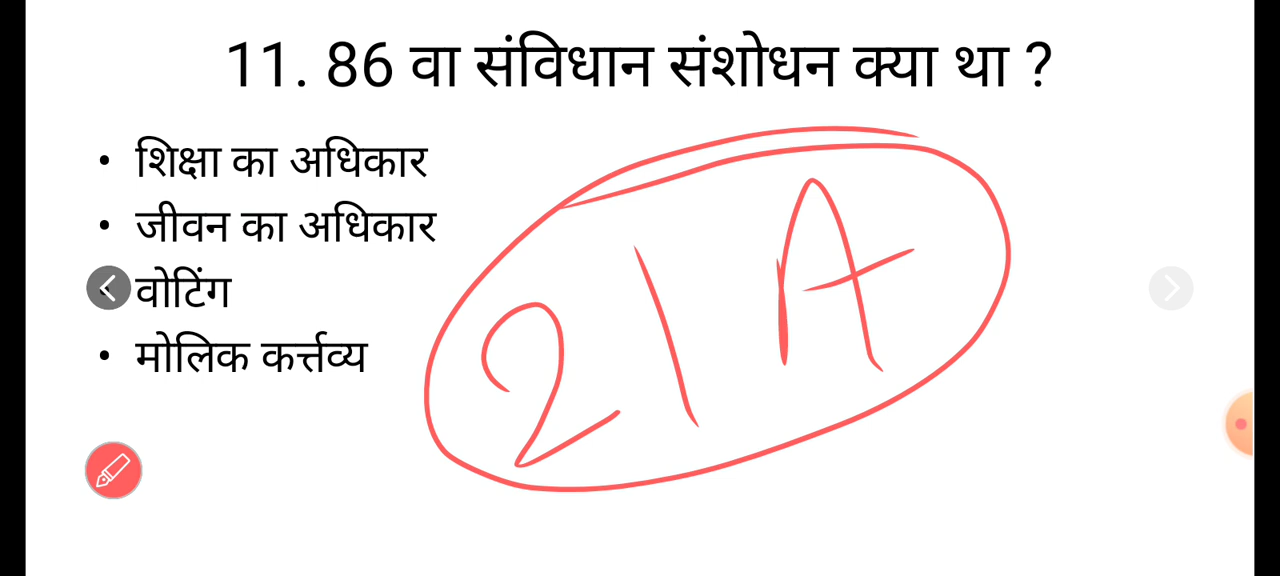 11. 86 वा संविधान संशोधन क्या था ?
• शिक्षा का अधिकार
• जीवन का अधिकार
वोटिंग
• मोलिक कर्त्तव्य
21A